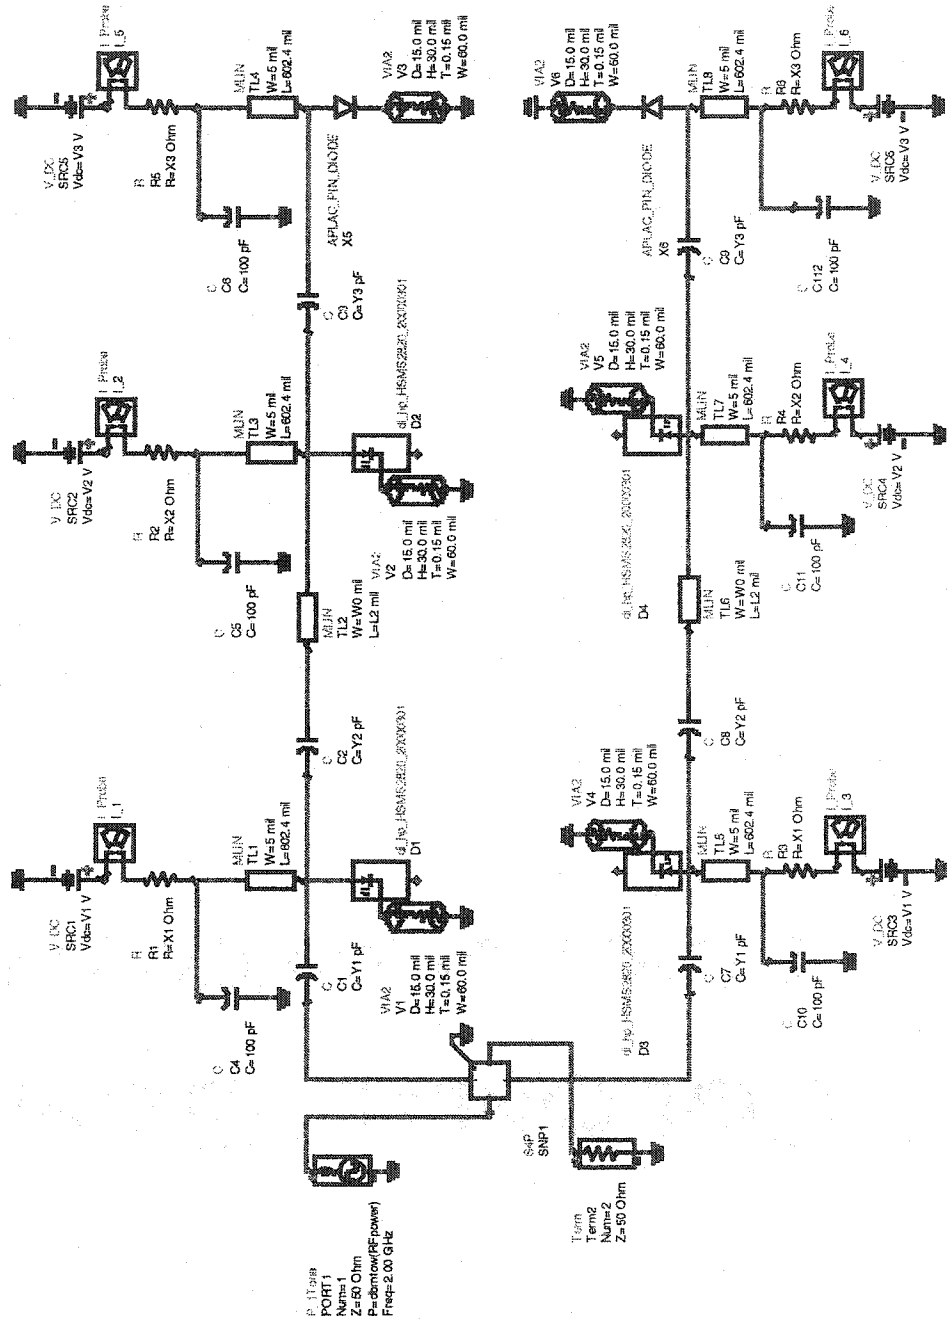 V_DC
SRC1
Vdc=V1 V
I_Probe
I_1
R
R1
R=X1 Ohm
C
C4
C=100 pF
MLIN
TL1
W=5 mil
L=602.4 mil
C
C1
C=Y1 pF
di_hp_HSMS2820_20000301
D1
VIA2
V1
D=15.0 mil
H=30.0 mil
T=0.15 mil
W=60.0 mil
C
C2
C=Y2 pF
MLIN
TL2
W=W0 mil
L=L2 mil
V_DC
SRC2
Vdc=V2 V
I_Probe
I_2
R
R2
R=X2 Ohm
C
C5
C=100 pF
MLIN
TL3
W=5 mil
L=602.4 mil
di_hp_HSMS2820_20000301
D2
VIA2
V2
D=15.0 mil
H=30.0 mil
T=0.15 mil
W=60.0 mil
C
C3
C=Y3 pF
V_DC
SRC5
Vdc=V3 V
I_Probe
I_5
R
R5
R=X3 Ohm
C
C6
C=100 pF
MLIN
TL4
W=5 mil
L=602.4 mil
APLAC_PIN_DIODE
X5
VIA2
V3
D=15.0 mil
H=30.0 mil
T=0.15 mil
W=60.0 mil
P_1Tone
PORT1
Num=1
Z=50 Ohm
P=dbmtow(RFpower)
Freq=2.00 GHz
S4P
SNP1
Term
Term2
Num=2
Z=50 Ohm
di_hp_HSMS2820_20000301
D3
VIA2
V4
D=15.0 mil
H=30.0 mil
T=0.15 mil
W=60.0 mil
C
C7
C=Y1 pF
MLIN
TL5
W=5 mil
L=602.4 mil
R
R3
R=X1 Ohm
I_Probe
I_3
C
C10
C=100 pF
V_DC
SRC3
Vdc=V1 V
C
C8
C=Y2 pF
MLIN
TL6
W=W0 mil
L=L2 mil
di_hp_HSMS2820_20000301
D4
VIA2
V5
D=15.0 mil
H=30.0 mil
T=0.15 mil
W=60.0 mil
MLIN
TL7
W=5 mil
L=602.4 mil
R
R4
R=X2 Ohm
I_Probe
I_4
C
C11
C=100 pF
V_DC
SRC4
Vdc=V2 V
C
C9
C=Y3 pF
APLAC_PIN_DIODE
X6
VIA2
V6
D=15.0 mil
H=30.0 mil
T=0.15 mil
W=60.0 mil
MLIN
TL8
W=5 mil
L=602.4 mil
R
R6
R=X3 Ohm
I_Probe
I_6
C
C112
C=100 pF
V_DC
SRC6
Vdc=V3 V